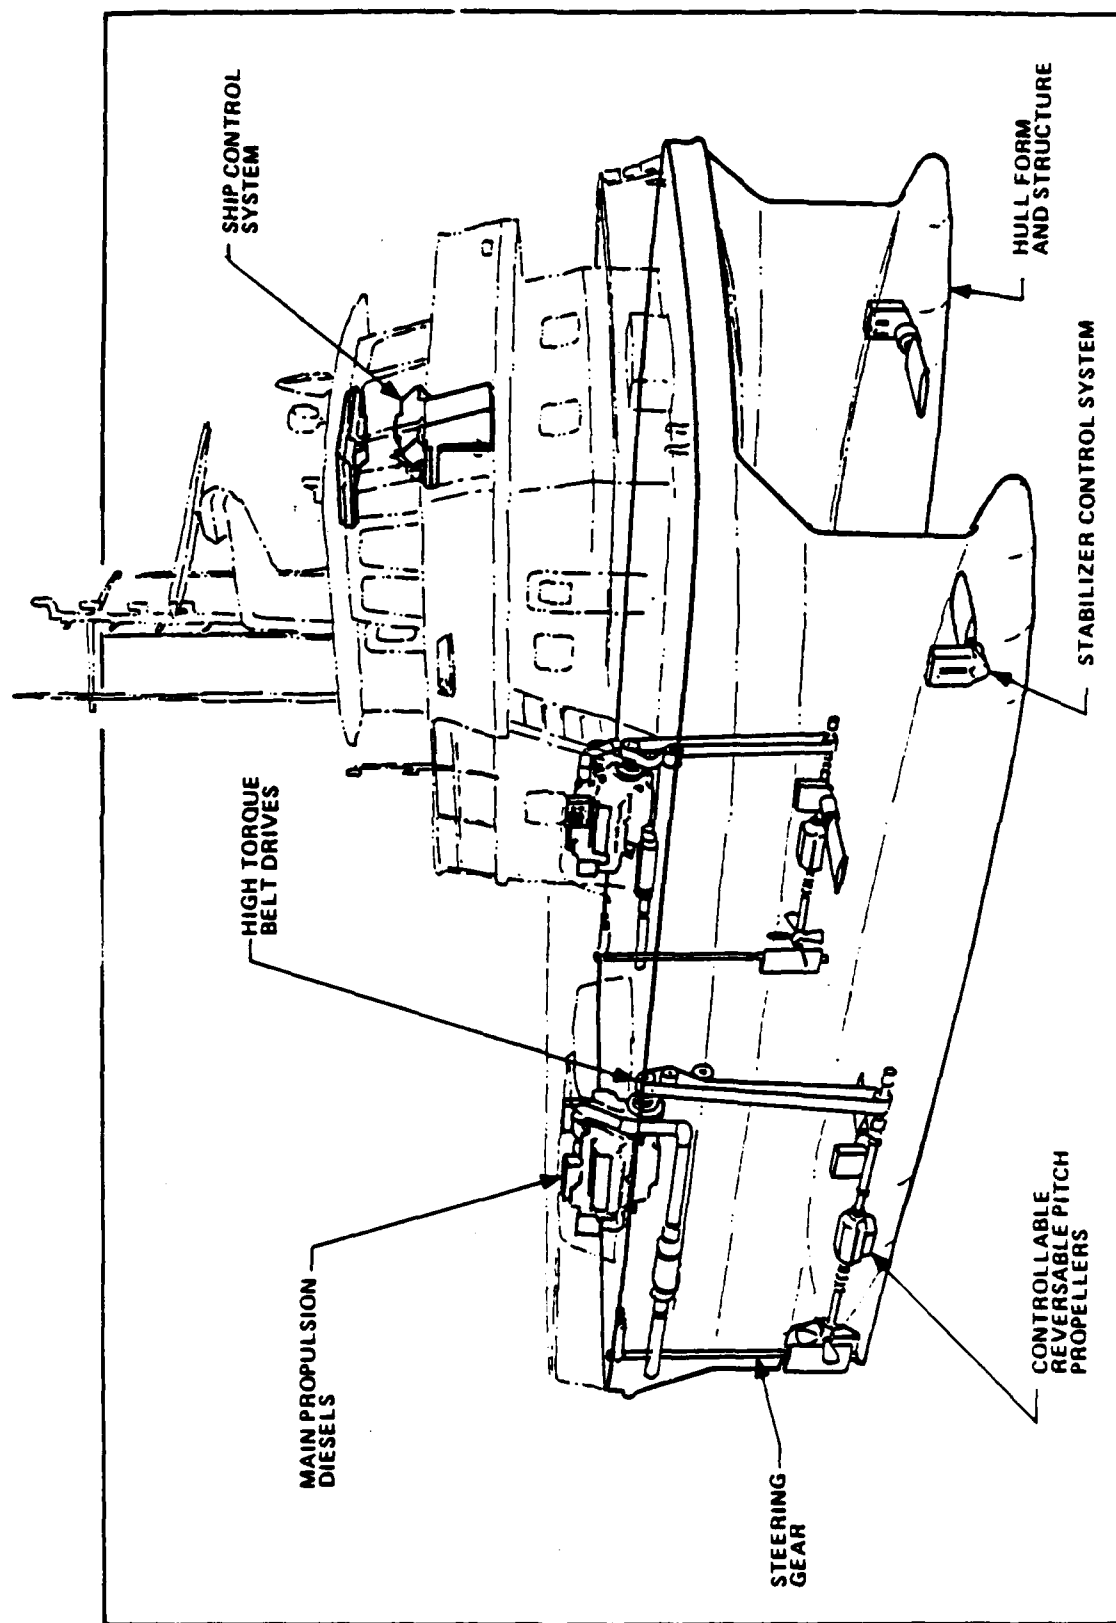 SHIP CONTROL
SYSTEM
HIGH TORQUE
BELT DRIVES
MAIN PROPULSION
DIESELS
STEERING
GEAR
CONTROLLABLE
REVERSABLE PITCH
PROPELLERS
STABILIZER CONTROL SYSTEM
HULL FORM
AND STRUCTURE